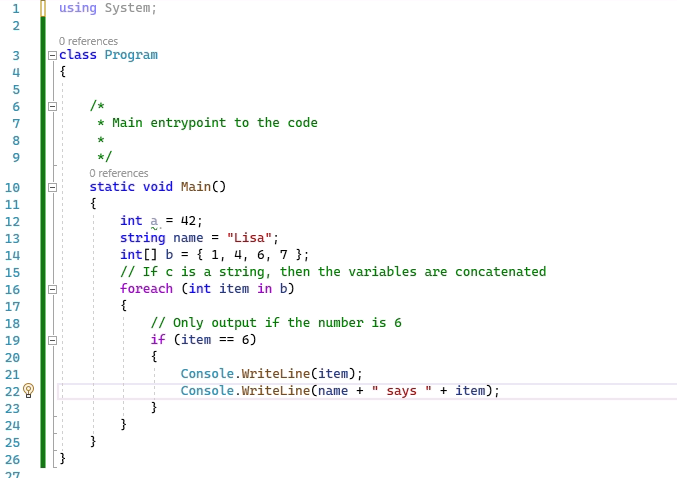 1 using System;
2
0 references
3 class Program
4 {
5
6 /*
7 * Main entrypoint to the code
8 *
9 */
0 references
10 static void Main()
11 {
12 int a = 42;
13 string name = "Lisa";
14 int[] b = { 1, 4, 6, 7 };
15 // If c is a string, then the variables are concatenated
16 foreach (int item in b)
17 {
18 // Only output if the number is 6
19 if (item == 6)
20 {
21 Console.WriteLine(item);
22 Console.WriteLine(name + " says " + item);
23 }
24 }
25 }
26 }
27